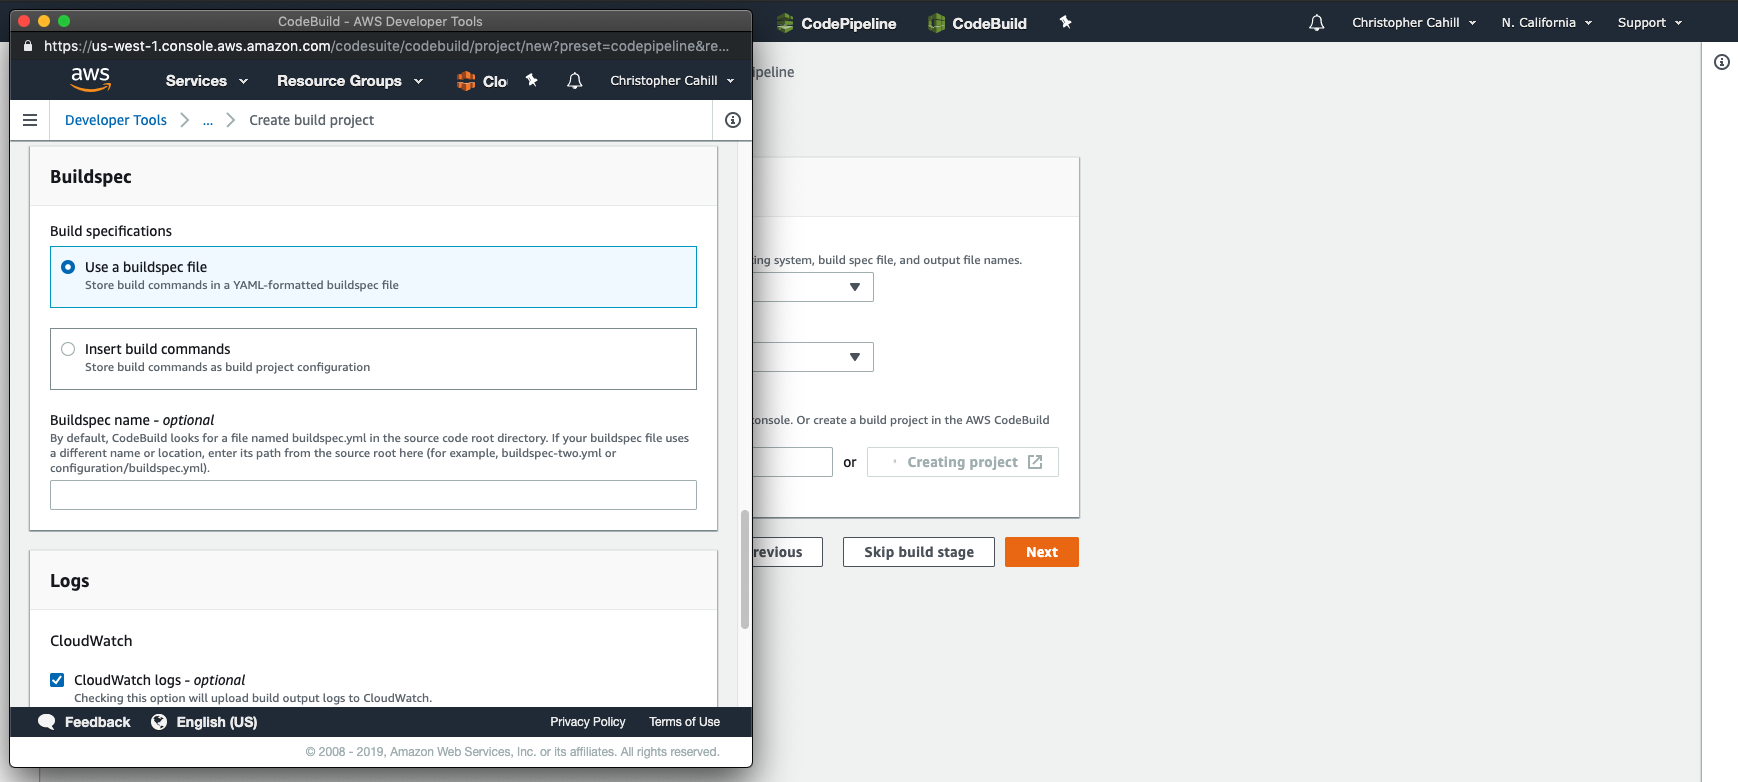 CodeBuild - AWS Developer Tools
https://us-west-1.console.aws.amazon.com/codesuite/codebuild/project/new?preset=codepipeline&re...
aws Services Resource Groups Clo Christopher Cahill
Developer Tools ... Create build project
Buildspec
Build specifications
Use a buildspec file
Store build commands in a YAML-formatted buildspec file
Insert build commands
Store build commands as build project configuration
Buildspec name - optional
By default, CodeBuild looks for a file named buildspec.yml in the source code root directory. If your buildspec file uses
a different name or location, enter its path from the source root here (for example, buildspec-two.yml or
configuration/buildspec.yml).
Logs
CloudWatch
CloudWatch logs - optional
Checking this option will upload build output logs to CloudWatch.
Feedback English (US) Privacy Policy Terms of Use
© 2008 - 2019, Amazon Web Services, Inc. or its affiliates. All rights reserved.
CodePipeline CodeBuild Christopher Cahill N. California Support
ipeline
ing system, build spec file, and output file names.
console. Or create a build project in the AWS CodeBuild
or Creating project
revious Skip build stage Next